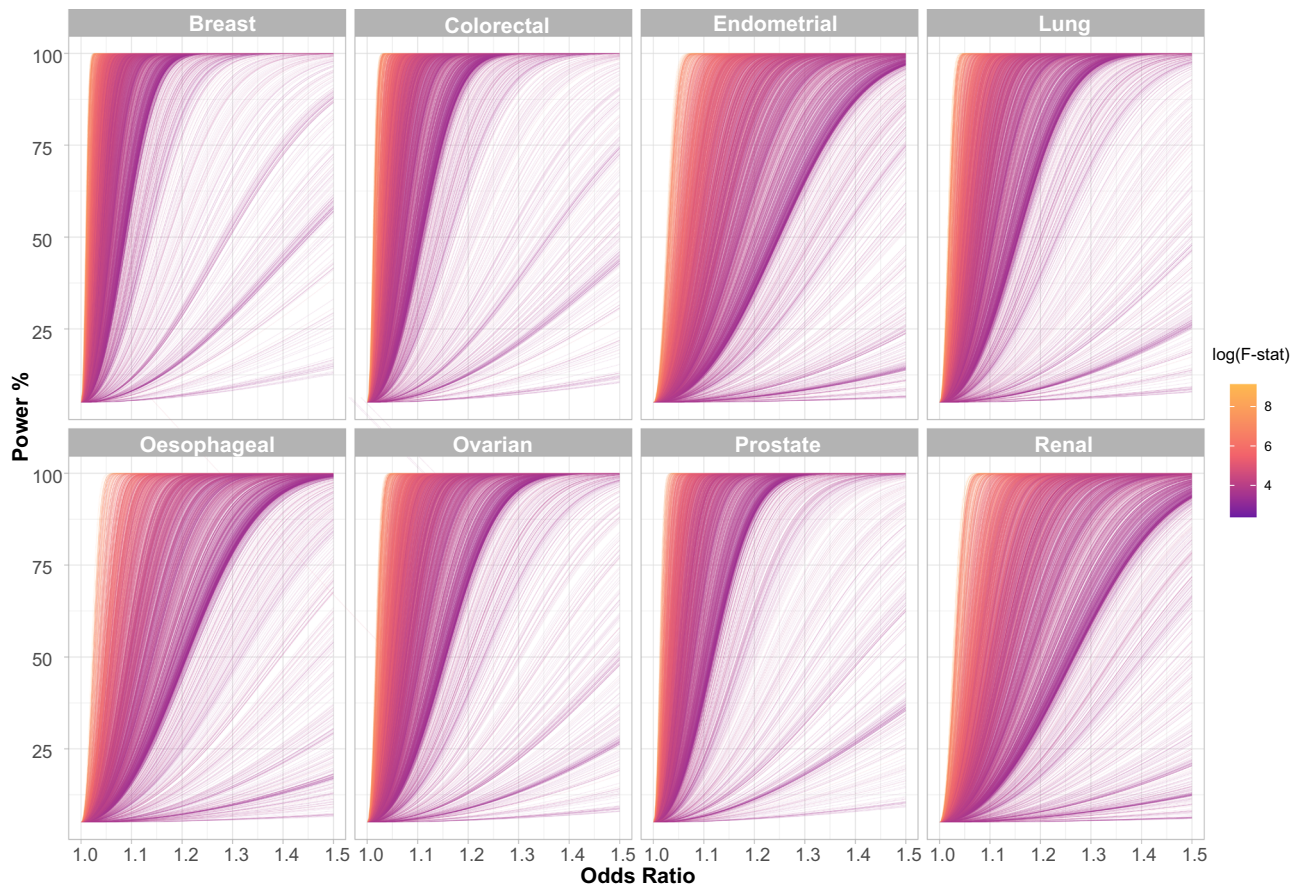 Breast Colorectal Endometrial Lung
100
75
50
25
Power %
log(F-stat)
8
6
4
Oesophageal Ovarian Prostate Renal
100
75
50
25
1.0 1.1 1.2 1.3 1.4 1.5 1.0 1.1 1.2 1.3 1.4 1.5 1.0 1.1 1.2 1.3 1.4 1.5 1.0 1.1 1.2 1.3 1.4 1.5
Odds Ratio